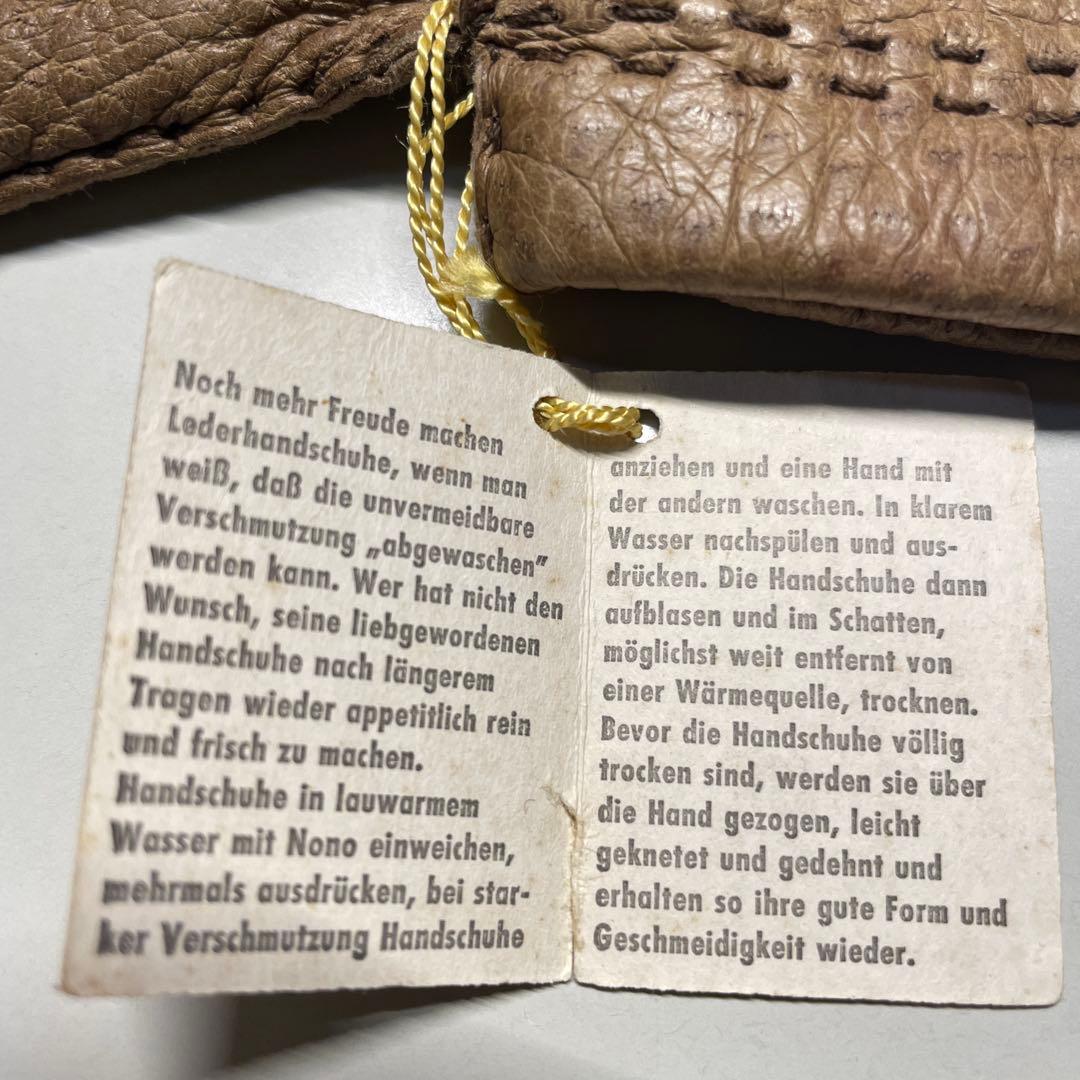 Noch mehr Freude machen
Lederhandschuhe, wenn man
weiß, daß die unvermeidbare
Verschmutzung „abgewaschen”
werden kann. Wer hat nicht den
Wunsch, seine liebgewordenen
Handschuhe nach längerem
Tragen wieder appetitlich rein
und frisch zu machen.
Handschuhe in lauwarmem
Wasser mit Nono einweichen,
mehrmals ausdrücken, bei star-
ker Verschmutzung Handschuhe
anziehen und eine Hand mit
der andern waschen. In klarem
Wasser nachspülen und aus-
drücken. Die Handschuhe dann
aufblasen und im Schatten,
möglichst weit entfernt von
einer Wärmequelle, trocknen.
Bevor die Handschuhe völlig
trocken sind, werden sie über
die Hand gezogen, leicht
geknetet und gedehnt und
erhalten so ihre gute Form und
Geschmeidigkeit wieder.